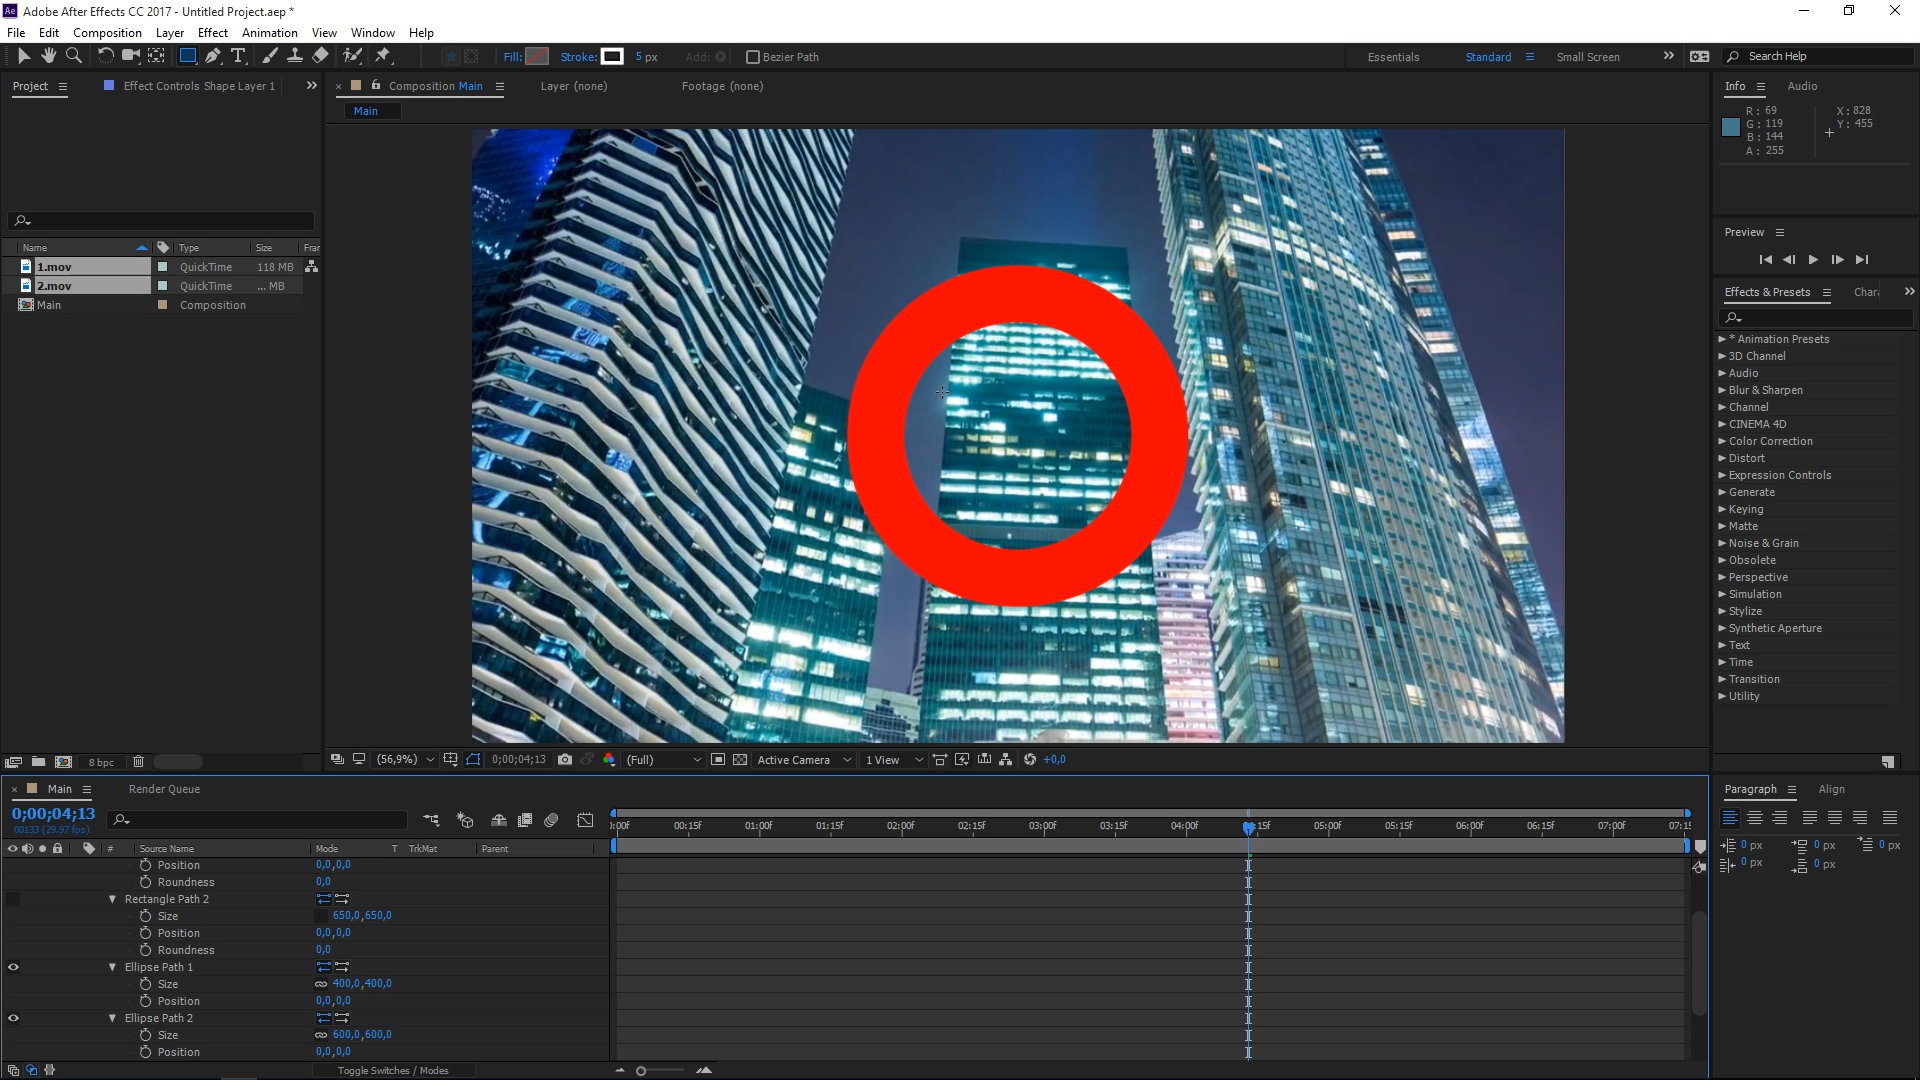 Adobe After Effects CC 2017 - Untitled Project.aep *
File Edit Composition Layer Effect Animation View Window Help
Fill: Stroke: 5 px Add: Bezier Path Essentials Standard Small Screen Search Help
Project Effect Controls Shape Layer 1 Composition Main Layer (none) Footage (none) Info Audio
Main
R: 69 X: 828
G: 119 Y: 455
B: 144
A: 255
Preview
Name Type Size
1.mov QuickTime 118 MB
2.mov QuickTime ... MB
Main Composition
Effects & Presets
* Animation Presets
3D Channel
Audio
Blur & Sharpen
Channel
CINEMA 4D
Color Correction
Distort
Expression Controls
Generate
Keying
Matte
Noise & Grain
Obsolete
Perspective
Simulation
Stylize
Synthetic Aperture
Text
Time
Transition
Utility
8 bpc (56,9%) 0;00;04;13 (Full) Active Camera 1 View +0,0
Main Render Queue Paragraph Align
0;00;04;13
00133 (29.97 fps)
00:15f 01:00f 01:15f 02:00f 02:15f 03:00f 03:15f 04:00f 05:00f 05:15f 06:00f 06:15f 07:00f
# Source Name Mode T TrkMat Parent
0 px 0 px 0 px
0 px 0 px
Position 0,0,0,0
Roundness 0,0
Rectangle Path 2
Size 650,0,650,0
Position 0,0,0,0
Roundness 0,0
Ellipse Path 1
Size 400,0,400,0
Position 0,0,0,0
Ellipse Path 2
Size 600,0,600,0
Position 0,0,0,0
Toggle Switches / Modes